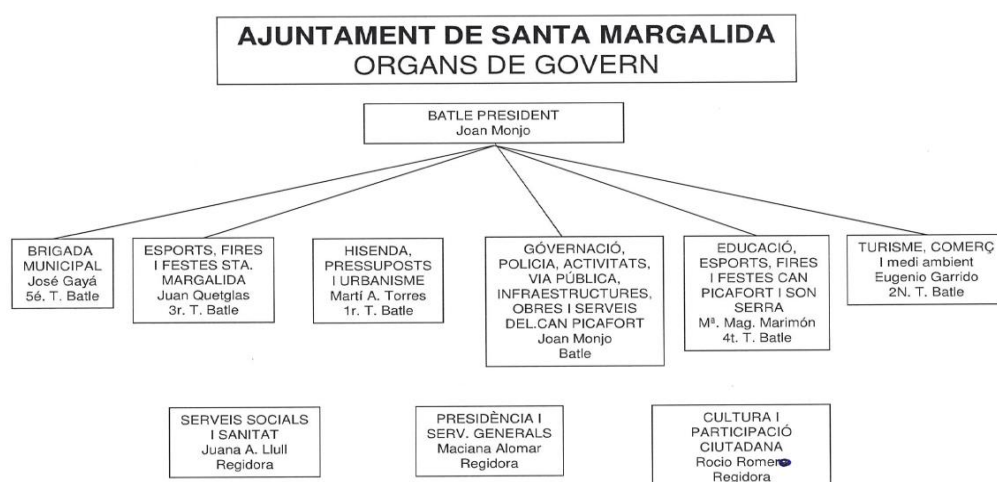 AJUNTAMENT DE SANTA MARGALIDA
ORGANS DE GOVERN
BATLE PRESIDENT
Joan Monjo
BRIGADA
MUNICIPAL
José Gayá
5é. T. Batle
ESPORTS, FIRES
I FESTES STA.
MARGALIDA
Juan Quetglas
3r. T. Batle
HISENDA,
PRESSUPOSTS
I URBANISME
Martí A. Torres
1r. T. Batle
GÓVERNACIÓ,
POLICIA, ACTIVITATS,
VIA PÚBLICA,
INFRAESTRUCTURES,
OBRES I SERVEIS
DEL.CAN PICAFORT
Joan Monjo
Batle
EDUCACIÓ,
ESPORTS, FIRES
I FESTES CAN
PICAFORT I SON
SERRA
Mª. Mag. Marimón
4t. T. Batle
TURISME, COMERÇ
I medi ambient
Eugenio Garrido
2N. T. Batle
SERVEIS SOCIALS
I SANITAT
Juana A. Llull
Regidora
PRESIDÈNCIA I
SERV. GENERALS
Maciana Alomar
Regidora
CULTURA I
PARTICIPACIÓ
CIUTADANA
Rocio Romero
Regidora